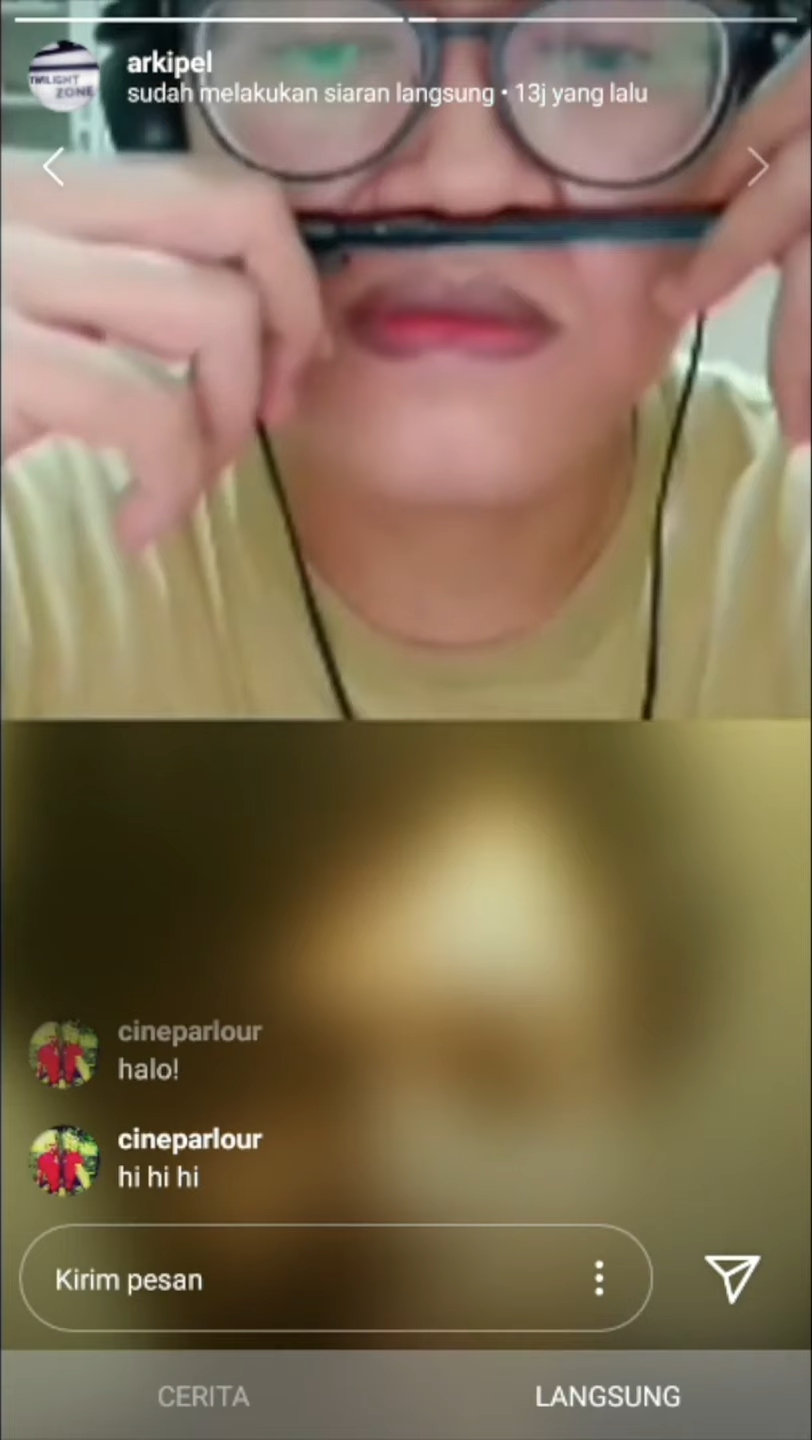 arkipel
sudah melakukan siaran langsung • 13j yang lalu
TWILIGHT
ZONE
cineparlour
halo!
cineparlour
hi hi hi
Kirim pesan
CERITA
LANGSUNG